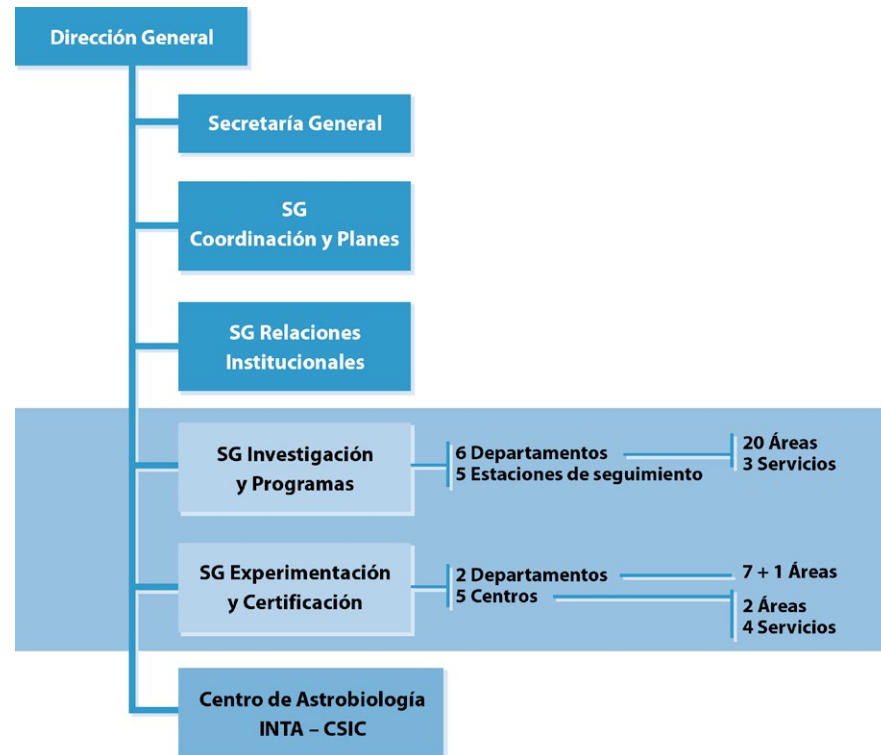 Dirección General
Secretaría General
SG
Coordinación y Planes
SG Relaciones
Institucionales
SG Investigación
y Programas
6 Departamentos
5 Estaciones de seguimiento
20 Áreas
3 Servicios
SG Experimentación
y Certificación
2 Departamentos
5 Centros
7 + 1 Áreas
2 Áreas
4 Servicios
Centro de Astrobiología
INTA – CSIC